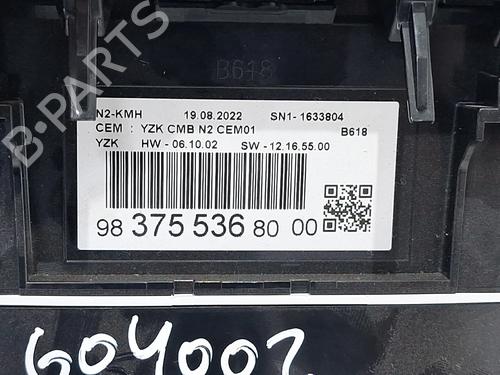 B618
N2-KMH 19.08.2022 SN1- 1633804
CEM : YZK CMB N2 CEM01 B618
YZK HW - 06.10.02 SW - 12.16.55.00
98 375 536 80 00
B-PARTS
604002